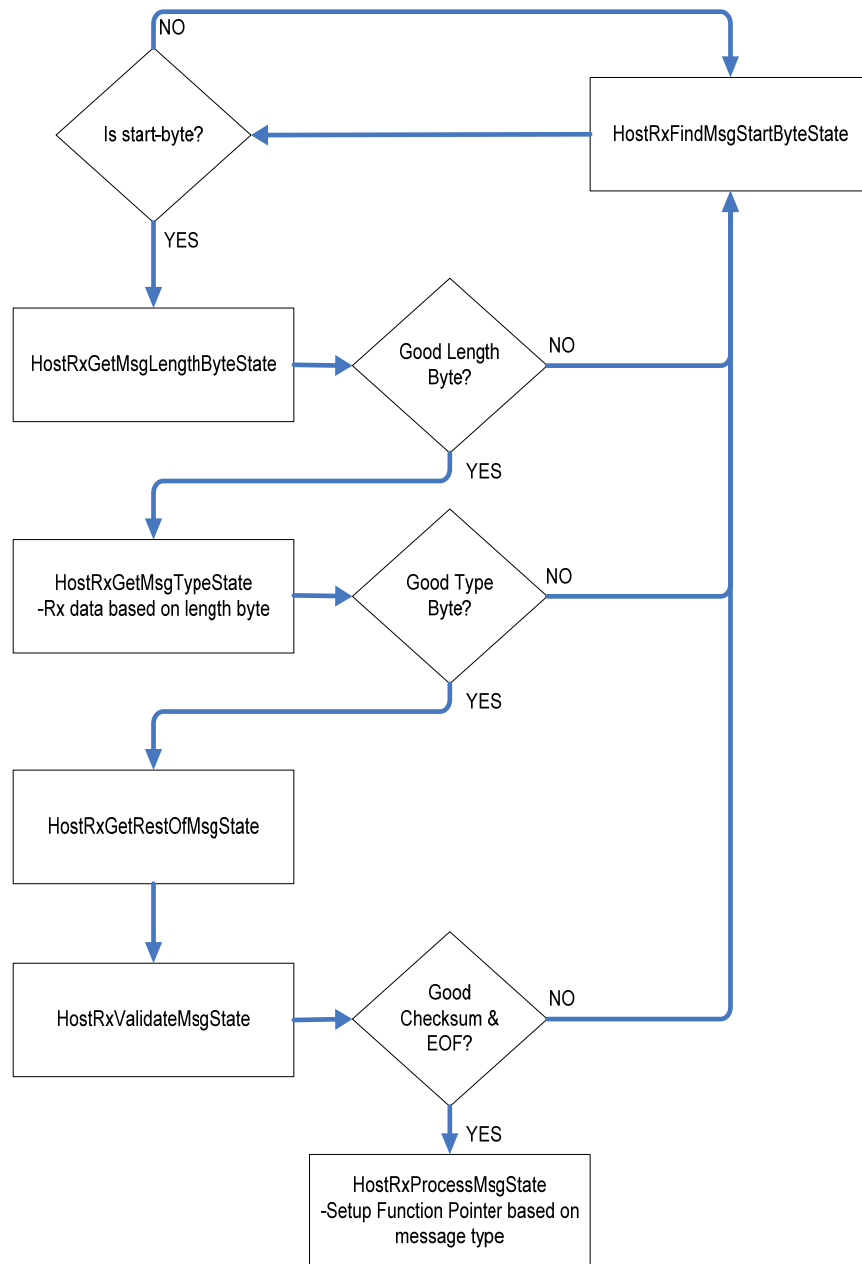 NO
Is start-byte?
HostRxFindMsgStartByteState
YES
HostRxGetMsgLengthByteState
Good Length
Byte?
NO
YES
HostRxGetMsgTypeState
-Rx data based on length byte
Good Type
Byte?
NO
YES
HostRxGetRestOfMsgState
HostRxValidateMsgState
Good
Checksum &
EOF?
NO
YES
HostRxProcessMsgState
-Setup Function Pointer based on
message type